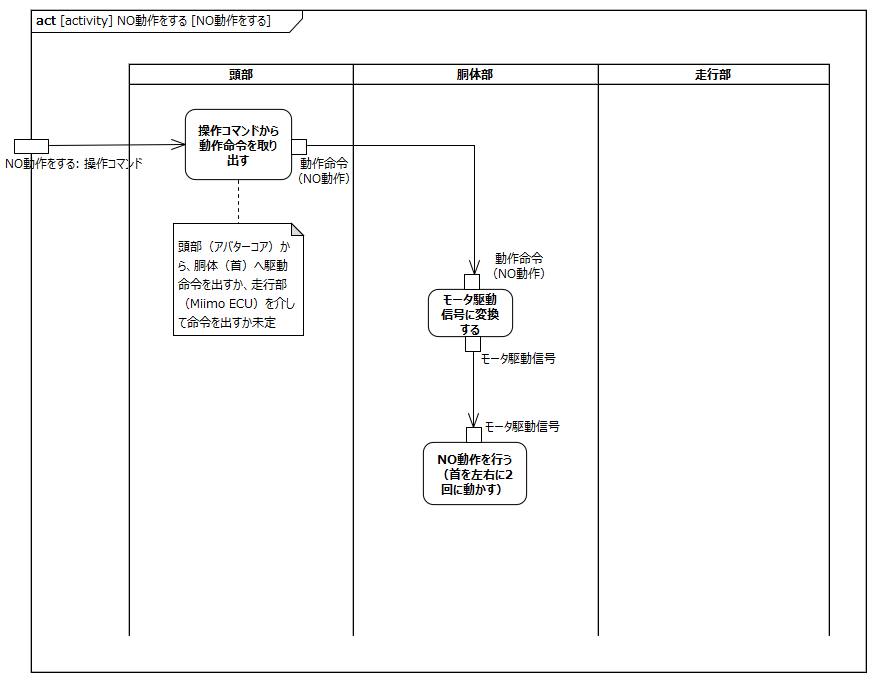 act [activity] NO動作をする [NO動作をする]
頭部
胴体部
走行部
操作コマンドから
動作命令を取り
出す
NO動作をする: 操作コマンド
動作命令
（NO動作）
頭部（アバターコア）か
ら、胴体（首）へ駆動
命令を出すか、走行部
（Miimo ECU）を介し
て命令を出すか未定
動作命令
（NO動作）
モータ駆動
信号に変換
する
モータ駆動信号
モータ駆動信号
NO動作を行う
（首を左右に2
回に動かす）